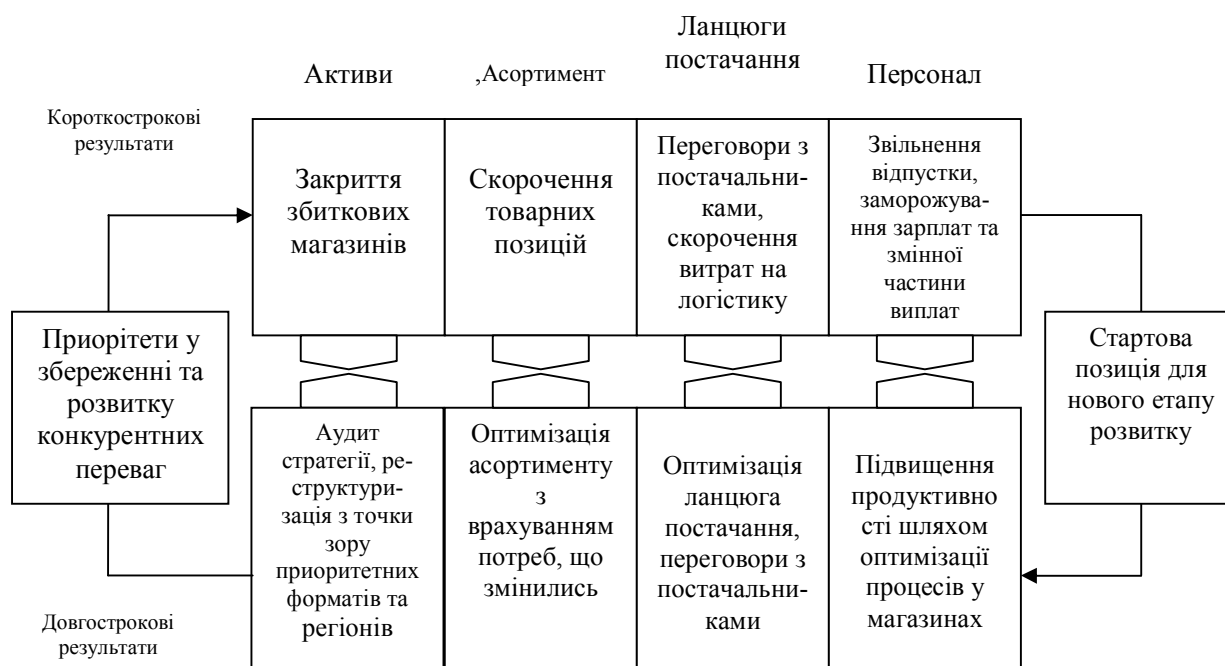 Активи
,Асортимент
Ланцюги
постачання
Персонал
Короткострокові
результати
Закриття
збиткових
магазинів
Скорочення
товарних
позицій
Переговори з
постачальни-
ками,
скорочення
витрат на
логістику
Звільнення
відпустки,
заморожува-
ння зарплат та
змінної
частини
виплат
Приорітети у
збереженні та
розвитку
конкурентних
переваг
Стартова
позиція для
нового етапу
розвитку
Аудит
стратегії, ре-
структури-
зація з точки
зору
приоритетних
форматів та
регіонів
Оптимізація
асортименту
з
врахуванням
потреб, що
змінились
Оптимізація
ланцюга
постачання,
переговори з
постачальни-
ками
Підвищення
продуктивно
сті шляхом
оптимізації
процесів у
магазинах
Довгострокові
результати